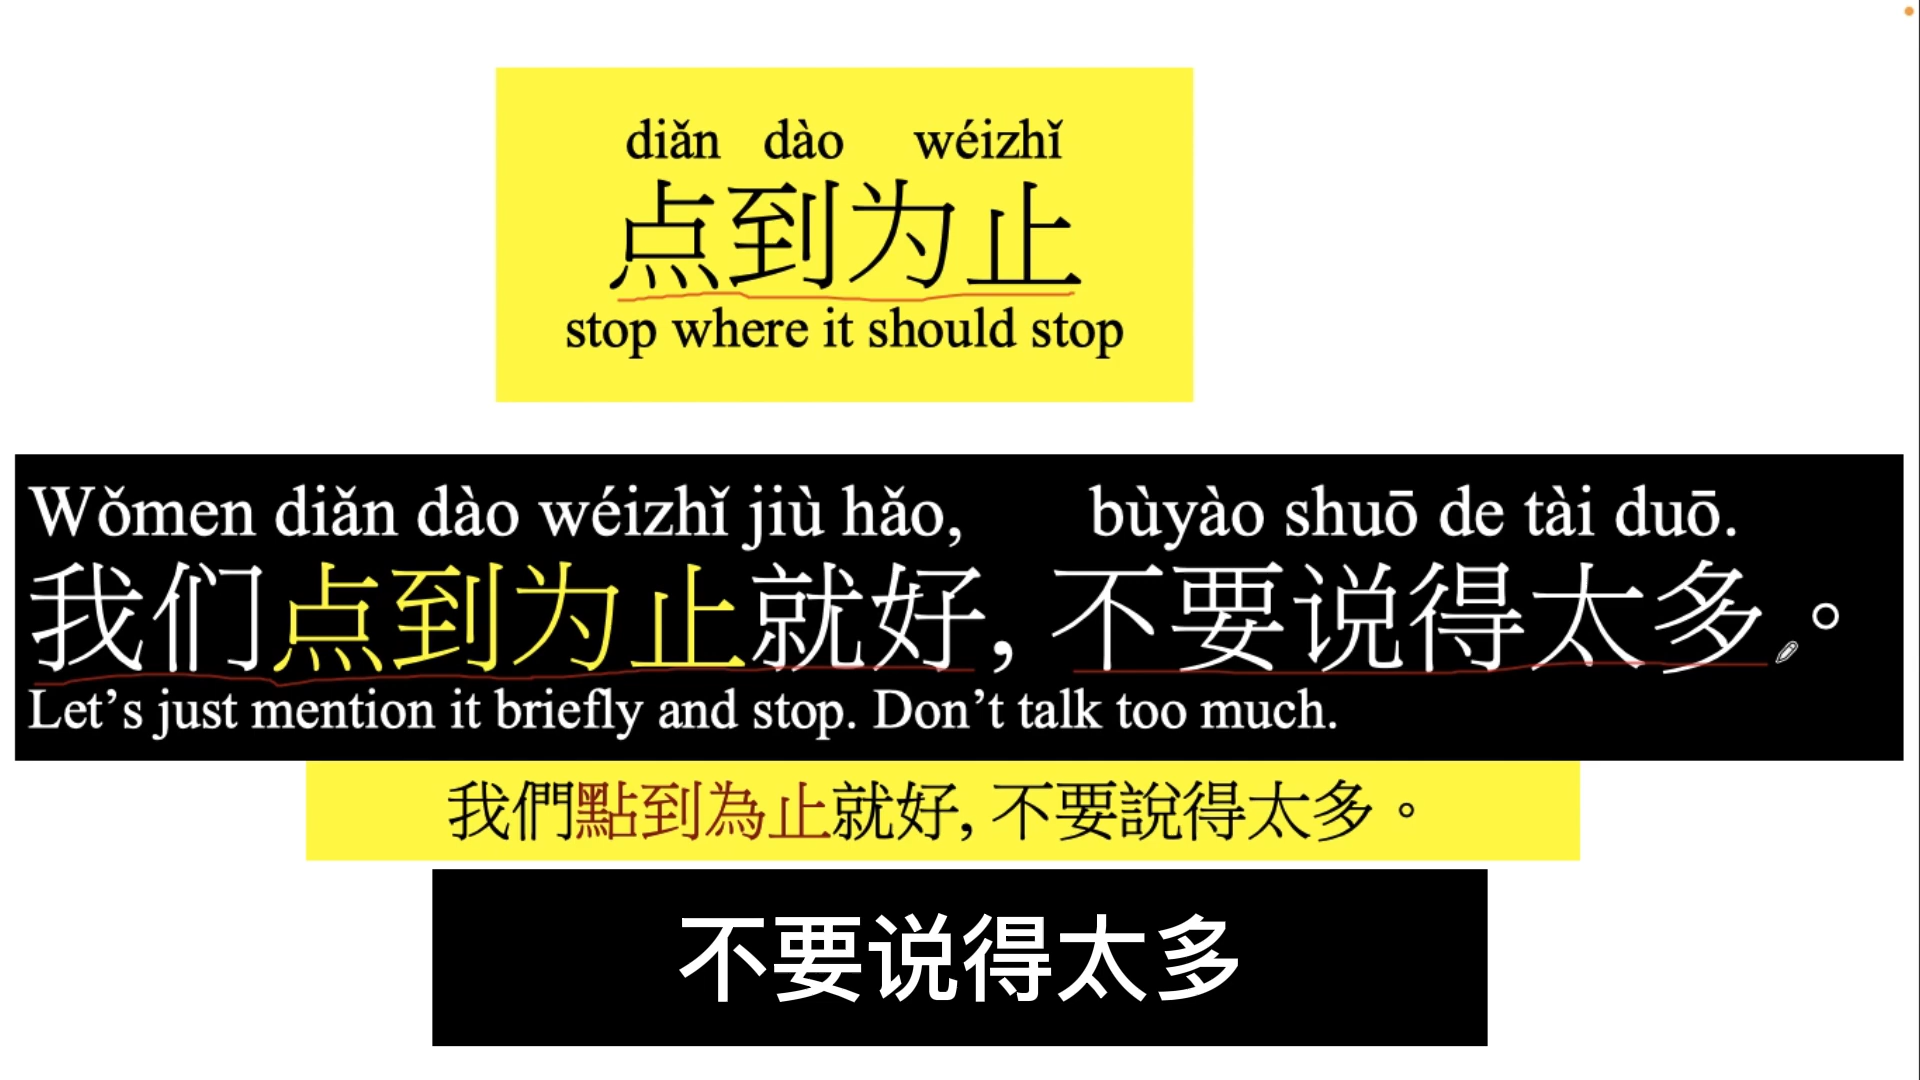 diǎn dào wéizhǐ
点到为止
stop where it should stop
Wǒmen diǎn dào wéizhǐ jiù hǎo, bùyào shuō de tài duō.
我们点到为止就好, 不要说得太多。
Let’s just mention it briefly and stop. Don’t talk too much.
我們點到為止就好, 不要說得太多。
不要说得太多